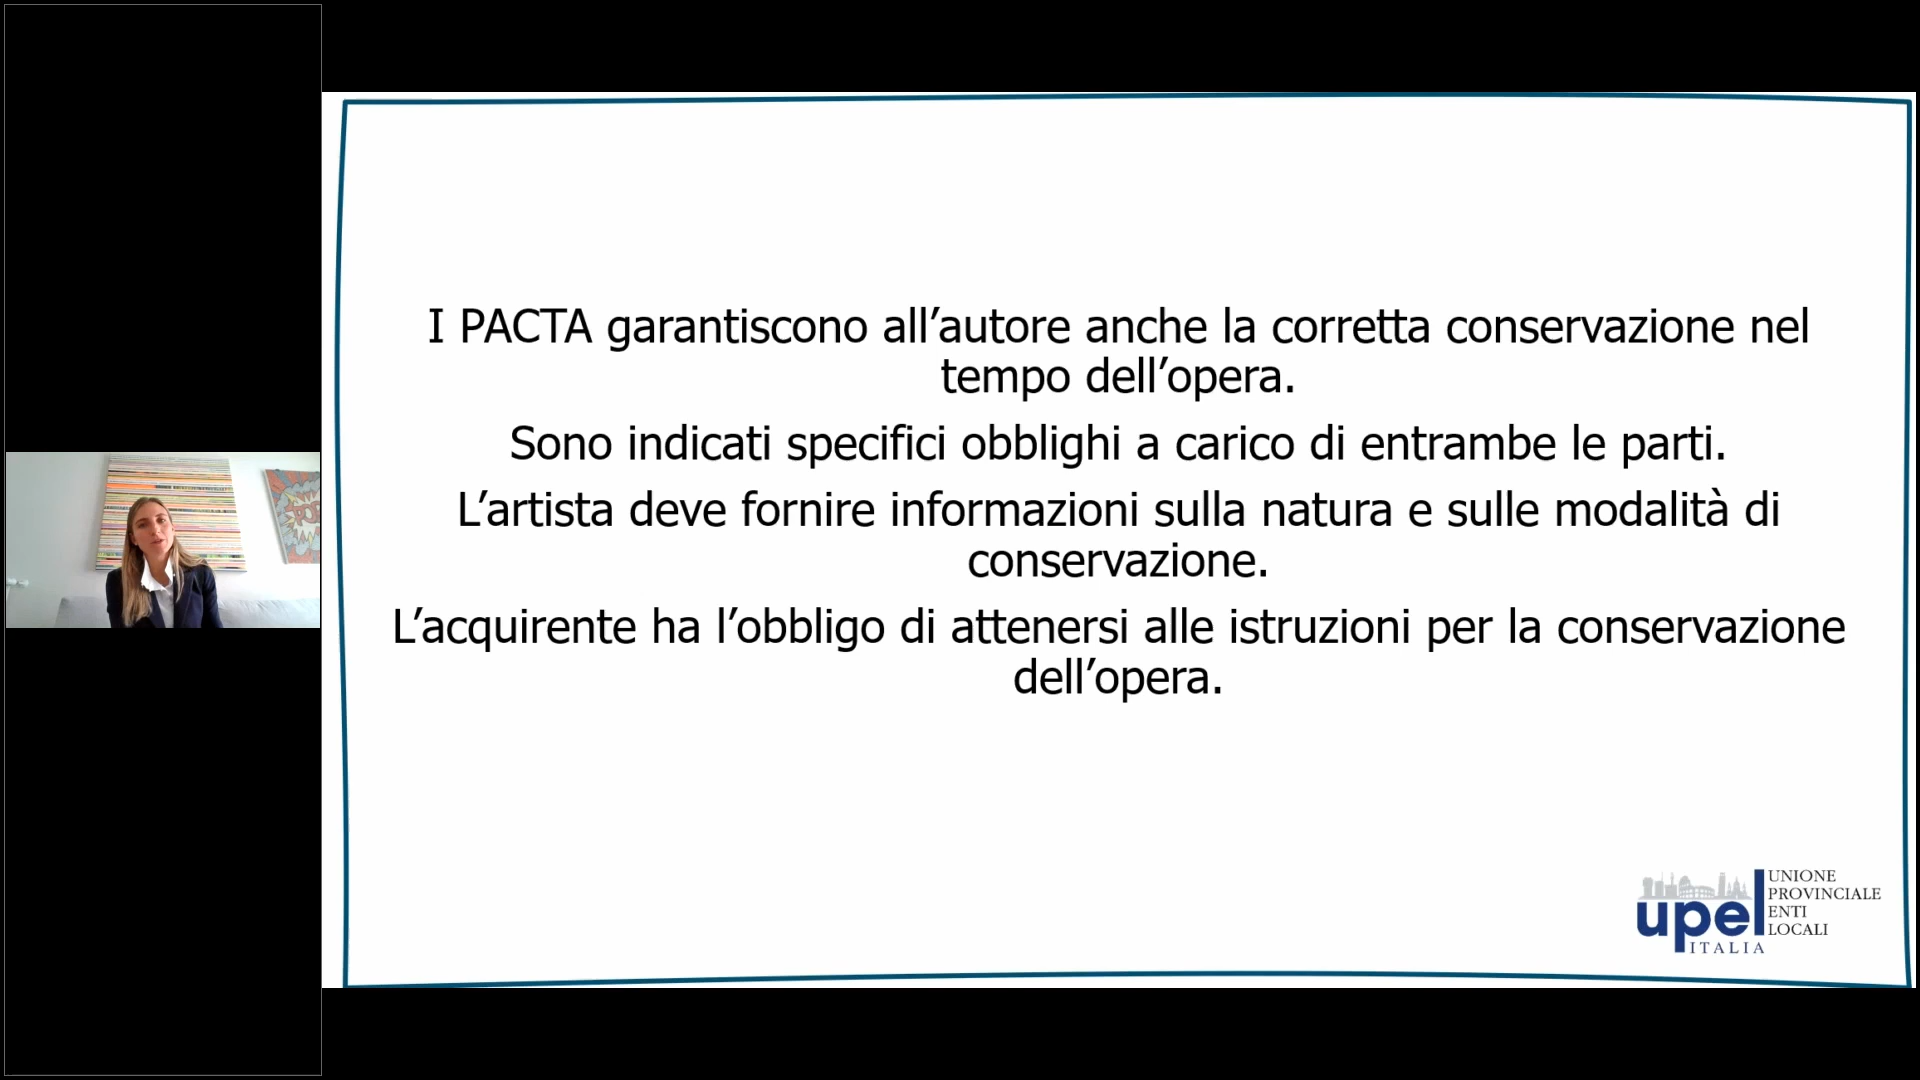 I PACTA garantiscono all’autore anche la corretta conservazione nel
tempo dell’opera.
Sono indicati specifici obblighi a carico di entrambe le parti.
L’artista deve fornire informazioni sulla natura e sulle modalità di
conservazione.
L’acquirente ha l’obbligo di attenersi alle istruzioni per la conservazione
dell’opera.
upel
ITALIA
UNIONE
PROVINCIALE
ENTI
LOCALI